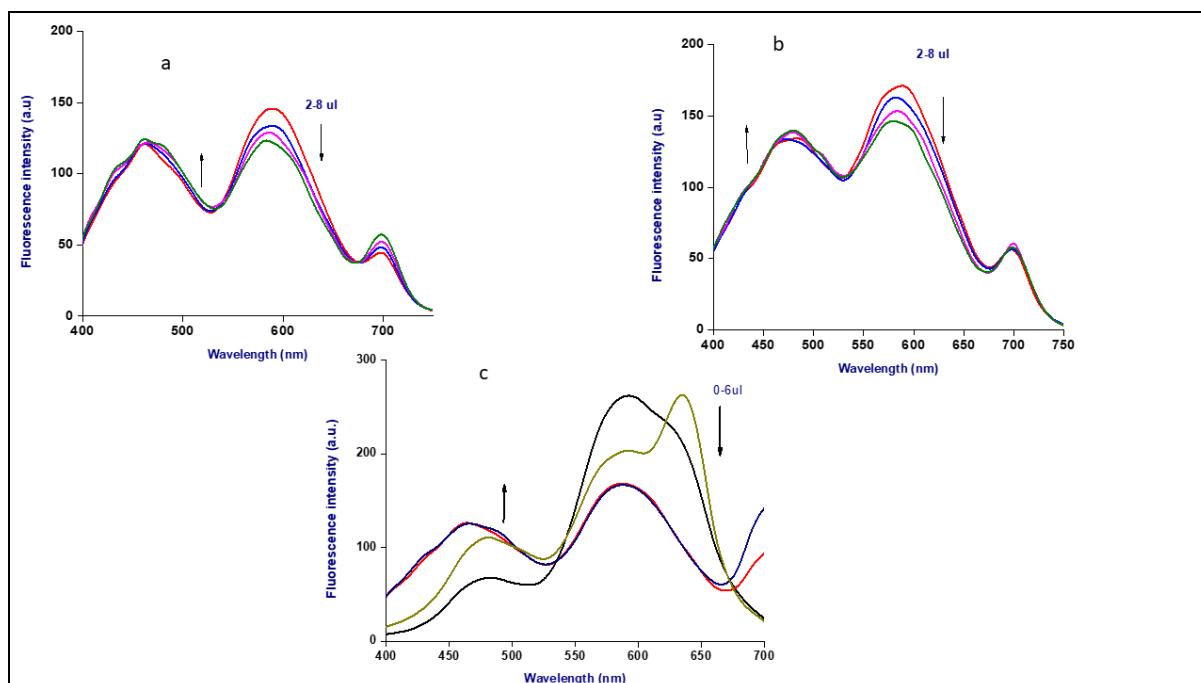 a
2-8 ul
Fluorescence intensity (a.u)
200
150
100
50
0
400 500 600 700
Wavelength (nm)
b
2-8 ul
Fluorescence intensity (a.u)
200
150
100
50
0
400 450 500 550 600 650 700 750
Wavelength (nm)
c
0-6ul
Fluorescence intensity (a.u.)
300
200
100
0
400 450 500 550 600 650 700
Wavelength (nm)